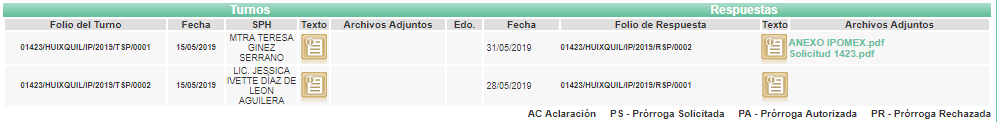 Turnos Respuestas
Folio del Turno Fecha SPH Texto Archivos Adjuntos Edo. Fecha Folio de Respuesta Texto Archivos Adjuntos
01423/HUIXQUIL/IP/2019/TSP/0001 15/05/2019 MTRA TERESA GINEZ SERRANO 31/05/2019 01423/HUIXQUIL/IP/2019/RSP/0002 ANEXO IPOMEX.pdf Solicitud 1423.pdf
01423/HUIXQUIL/IP/2019/TSP/0002 15/05/2019 LIC. JESSICA IVETTE DÍAZ DE LEON AGUILERA 28/05/2019 01423/HUIXQUIL/IP/2019/RSP/0001
AC Aclaración PS - Prórroga Solicitada PA - Prórroga Autorizada PR - Prórroga Rechazada